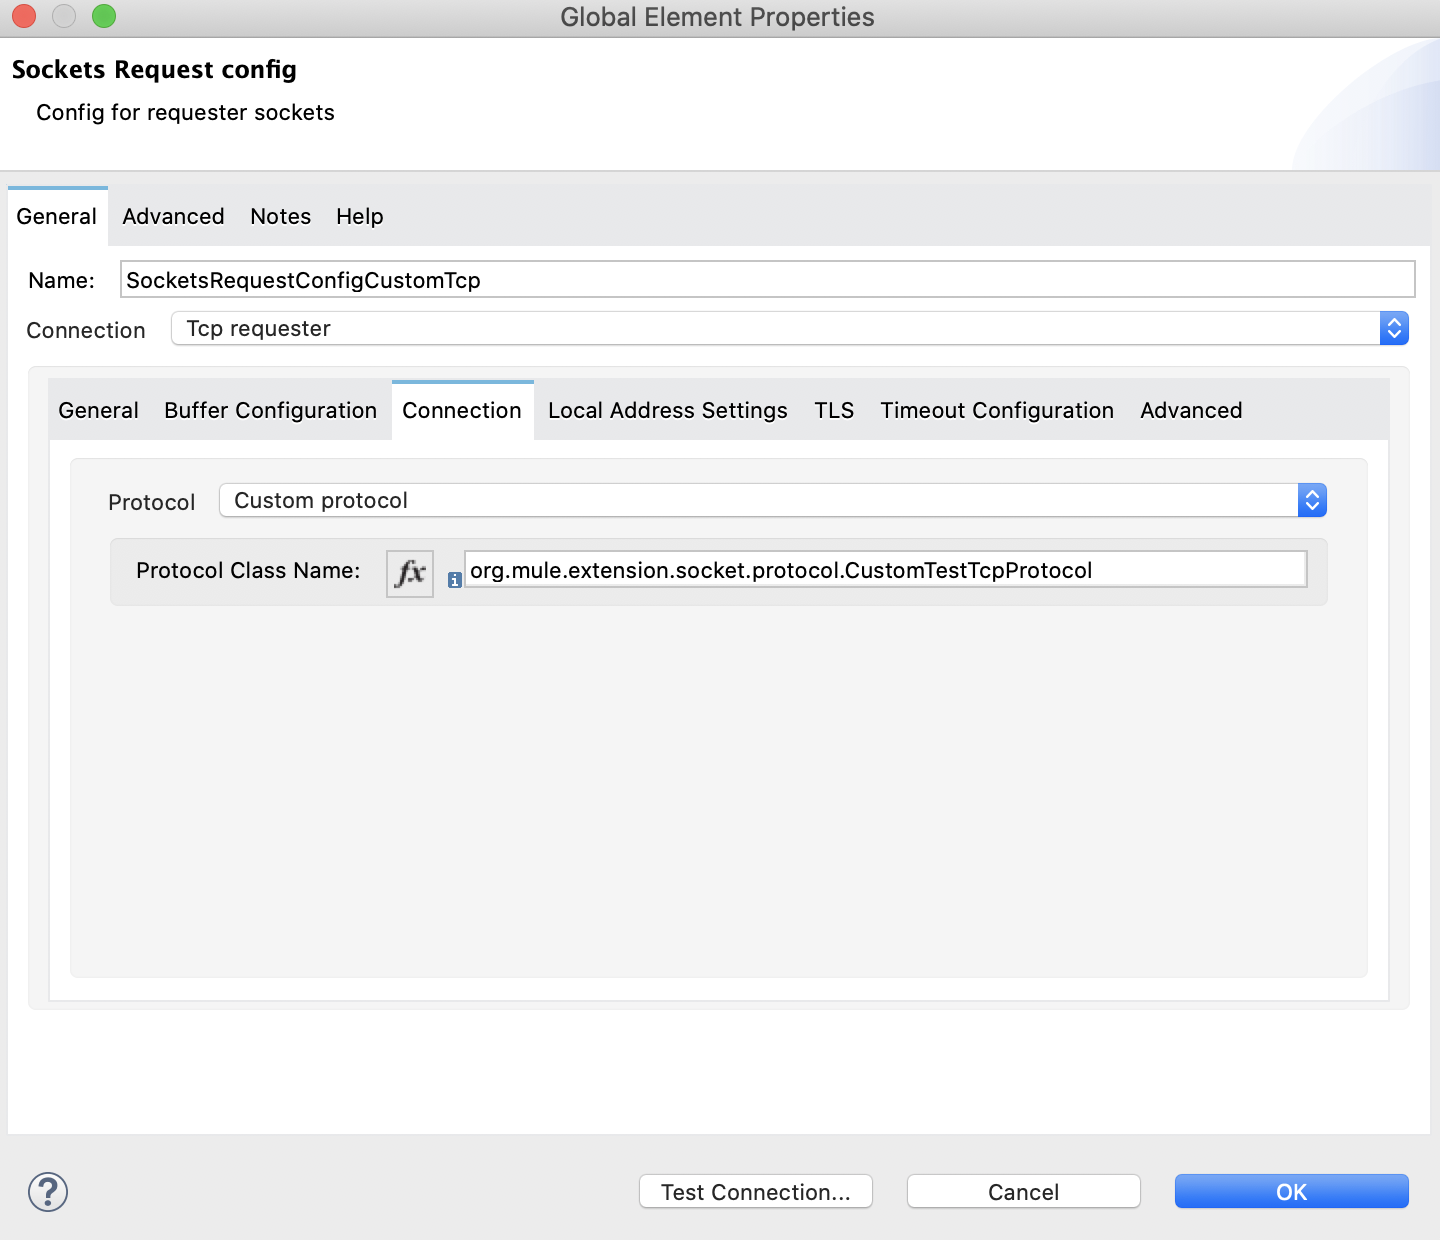 Global Element Properties
Sockets Request config
Config for requester sockets
General Advanced Notes Help
Name: SocketsRequestConfigCustomTcp
Connection Tcp requester
General Buffer Configuration Connection Local Address Settings TLS Timeout Configuration Advanced
Protocol Custom protocol
Protocol Class Name: fx i org.mule.extension.socket.protocol.CustomTestTcpProtocol
? Test Connection... Cancel OK